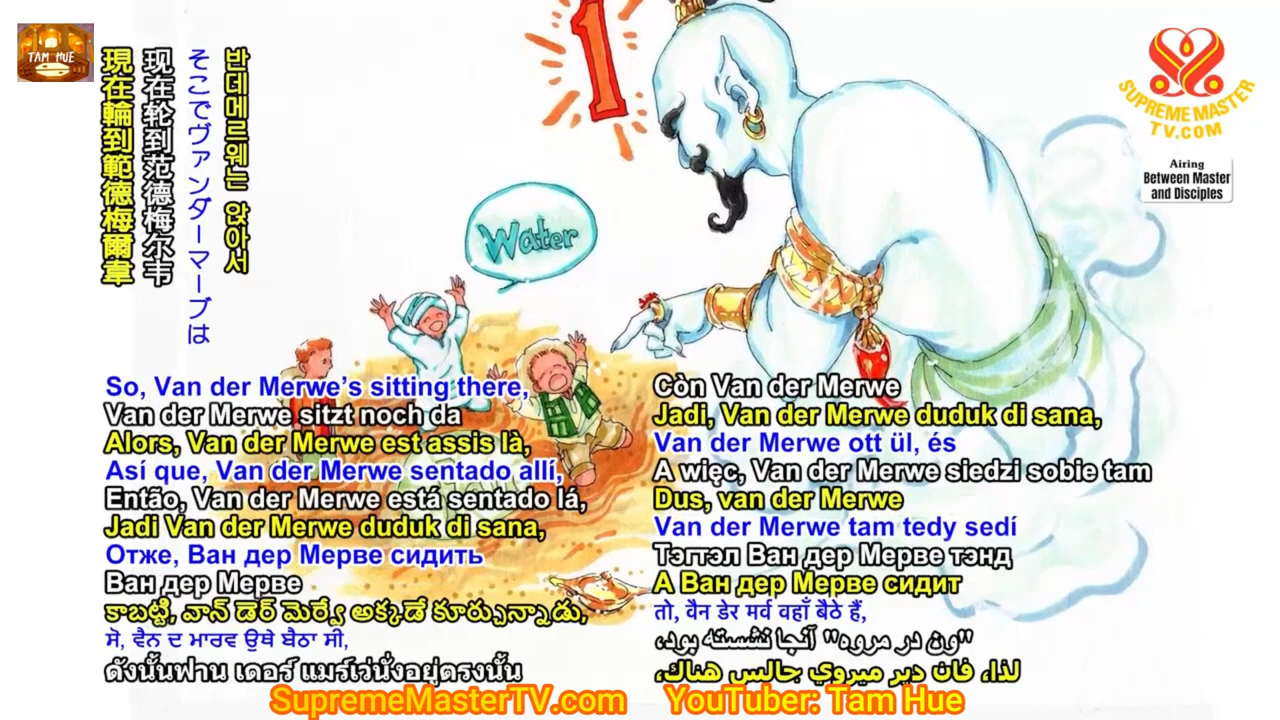 TAM HUE
現在輪到範德梅爾韋
现在轮到范德梅尔韦
そこでヴァンダーマーブは
반데메르웨는 앉아서
1
Water
SUPREME MASTER
TV.COM
Airing
Between Master
and Disciples
So, Van der Merwe’s sitting there,
Van der Merwe sitzt noch da
Alors, Van der Merwe est assis là,
Así que, Van der Merwe sentado allí,
Então, Van der Merwe está sentado lá,
Jadi Van der Merwe duduk di sana,
Отже, Ван дер Мерве сидить
Ван дер Мерве
కాబట్టి, వాన్ డెర్ మెర్వే అక్కడే కూర్చున్నాడు,
ਸੋ, ਵੈਨ ਦ ਮਾਰਵ ਉਥੇ ਬੈਠਾ ਸੀ,
ดังนั้นฟาน เดอร์ แมร์เว่นั่งอยู่ตรงนั้น
Còn Van der Merwe
Jadi, Van der Merwe duduk di sana,
Van der Merwe ott ül, és
A więc, Van der Merwe siedzi sobie tam
Dus, van der Merwe
Van der Merwe tam tedy sedí
Тэгтэл Ван дер Мерве тэнд
А Ван дер Мерве сидит
तो, वैन डेर मर्व वहाँ बैठे हैं,
"ون در مروه" آنجا نشسته بود،
لذا، فان دير ميروي جالس هناك،
SupremeMasterTV.com YouTuber: Tam Hue